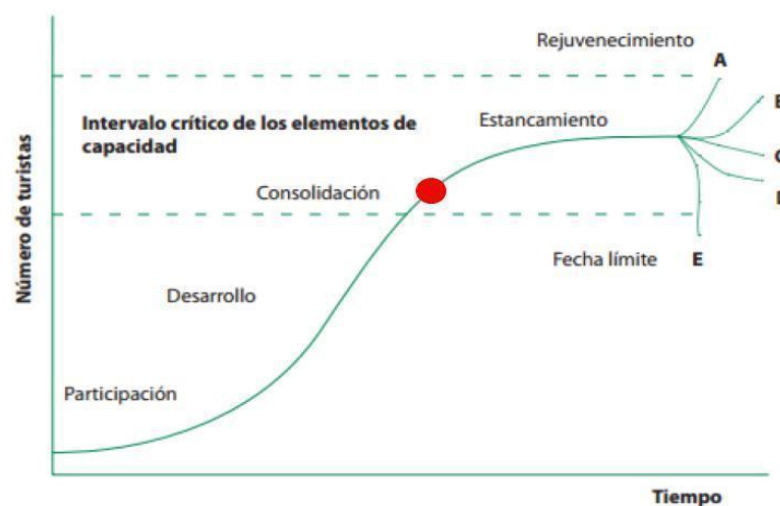 Rejuvenecimiento
A
Intervalo crítico de los elementos de
capacidad
Estancamiento
Consolidación
Fecha límite
E
Desarrollo
Participación
Número de turistas
Tiempo